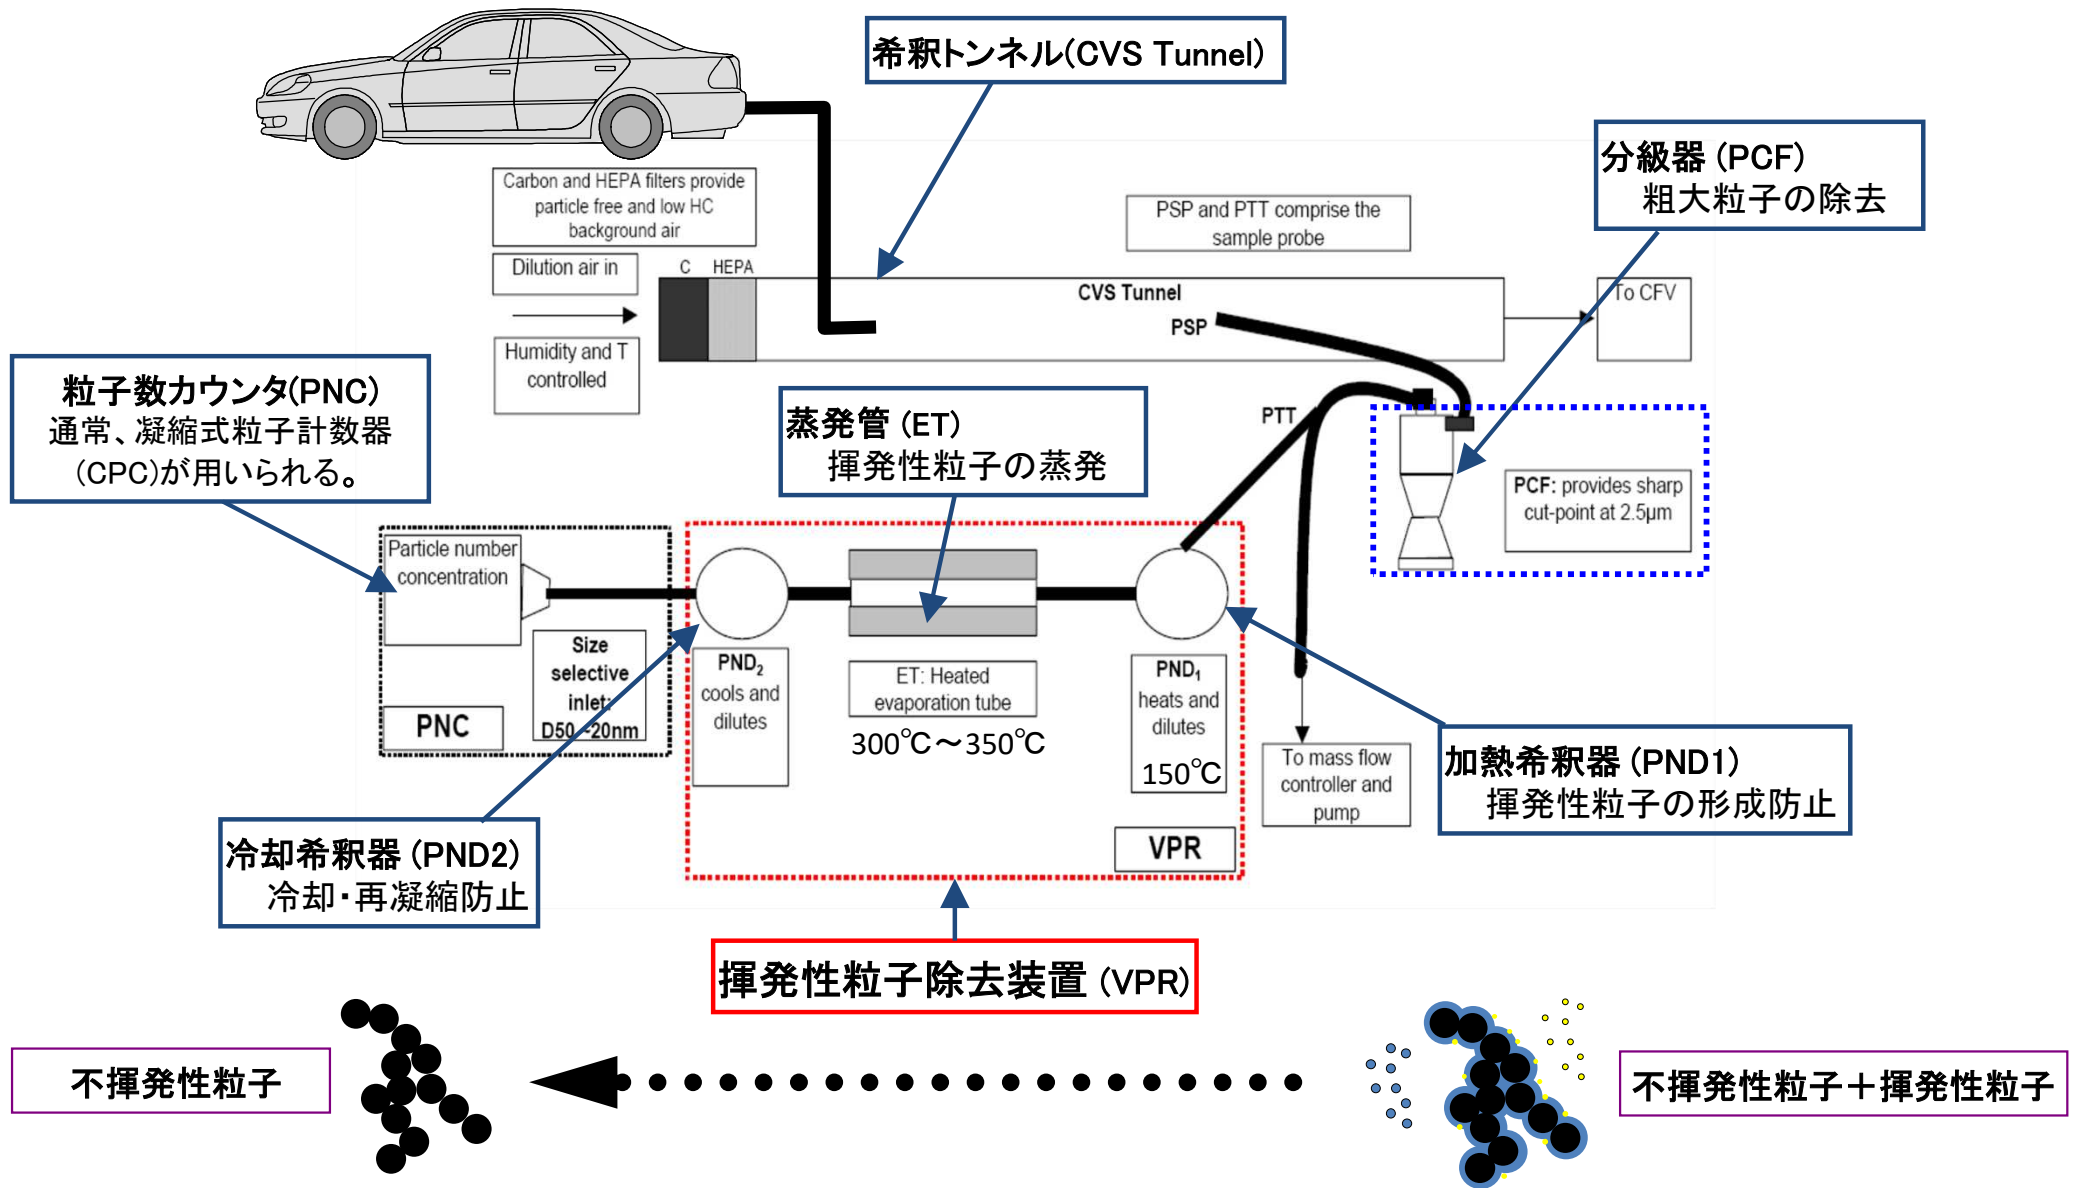 希釈トンネル(CVS Tunnel)
分級器 (PCF)
粗大粒子の除去
Carbon and HEPA filters provide
particle free and low HC
background air
PSP and PTT comprise the
sample probe
Dilution air in
C
HEPA
CVS Tunnel
To CFV
PSP
Humidity and T
controlled
粒子数カウンタ(PNC)
通常、凝縮式粒子計数器
(CPC)が用いられる。
蒸発管 (ET)
揮発性粒子の蒸発
PTT
PCF: provides sharp
cut-point at 2.5µm
Particle number
concentration
Size
selective
inlet:
D50~20nm
PNC
PND2
cools and
dilutes
ET: Heated
evaporation tube
300℃～350℃
PND1
heats and
dilutes
150℃
VPR
To mass flow
controller and
pump
加熱希釈器 (PND1)
揮発性粒子の形成防止
冷却希釈器 (PND2)
冷却・再凝縮防止
揮発性粒子除去装置 (VPR)
不揮発性粒子
不揮発性粒子＋揮発性粒子